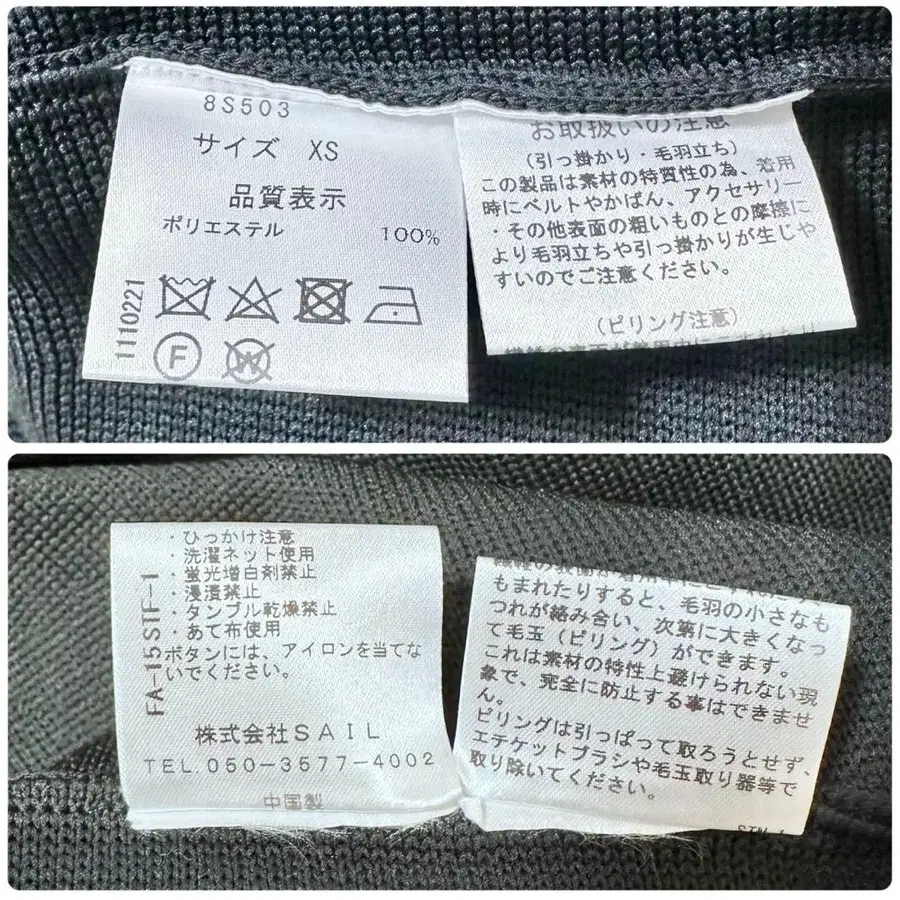 8S503
サイズ XS
品質表示
ポリエステル 100%
1110221
F
W
お取扱いの注意
(引っ掛かり・毛羽立ち)
この製品は素材の特質性の為、着用
時にベルトやかばん、アクセサリー
・その他表面の粗いものとの摩擦に
より毛羽立ちや引っ掛かりが生じや
すいのでご注意ください。
(ピリング注意)
・ひっかけ注意
・洗濯ネット使用
・蛍光増白剤禁止
・浸漬禁止
・タンブル乾燥禁止
・あて布使用
ボタンには、アイロンを当てな
いでください。
FA-15STF-1
株式会社SAIL
TEL.050-3577-4002
中国製
もまれたりすると、毛羽の小さなも
つれが絡み合い、次第に大きくなっ
て毛玉(ピリング)ができます。
これは素材の特性上避けられない現
象で、完全に防止する事はできませ
ん。
ピリングは引っぱって取ろうとせず、
エチケットブラシや毛玉取り器等で
取り除いてください。